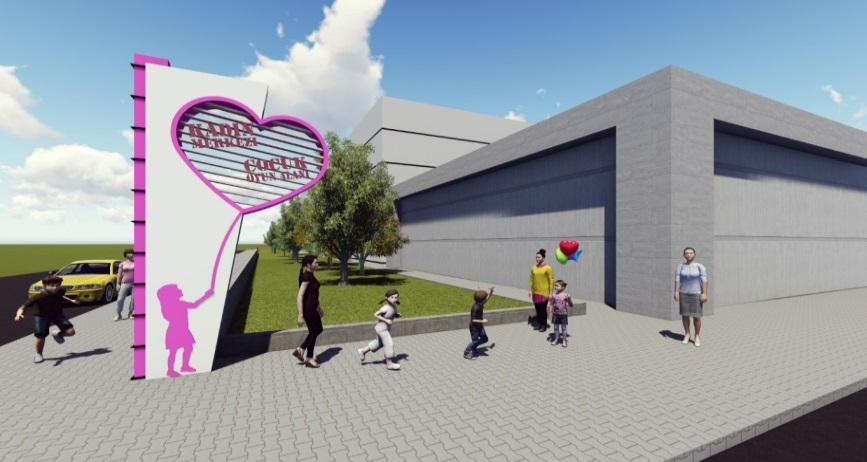 KADIN
MERKEZI
ÇOCUK
OYUN ALANI